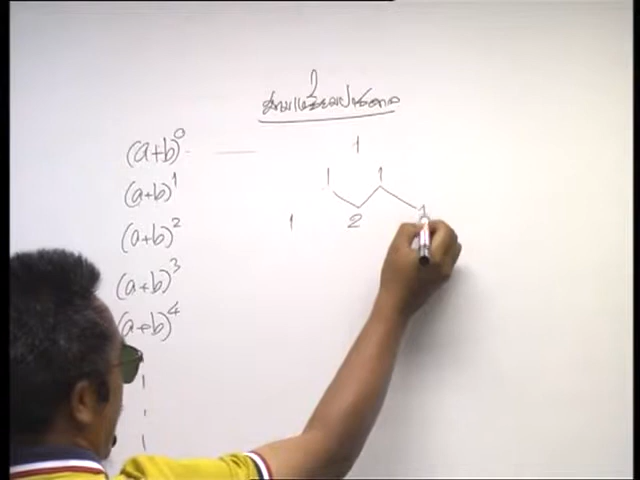 (a+b)⁰ 1
(a+b)¹ 1 1
(a+b)² 1 2 1
(a+b)³
(a+b)⁴